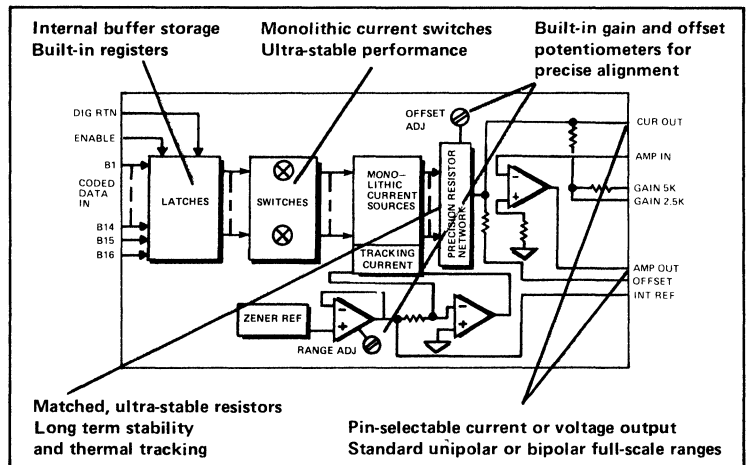 Internal buffer storage
Built-in registers
Monolithic current switches
Ultra-stable performance
Built-in gain and offset
potentiometers for
precise alignment
DIG RTN
ENABLE
B1
CODED
DATA
IN
B14
B15
B16
LATCHES
SWITCHES
MONO-
LITHIC
CURRENT
SOURCES
TRACKING
CURRENT
OFFSET
ADJ
PRECISION RESISTOR
NETWORK
CUR OUT
AMP IN
GAIN 5K
GAIN 2.5K
AMP OUT
OFFSET
INT REF
ZENER REF
RANGE ADJ
Matched, ultra-stable resistors
Long term stability
and thermal tracking
Pin-selectable current or voltage output
Standard unipolar or bipolar full-scale ranges